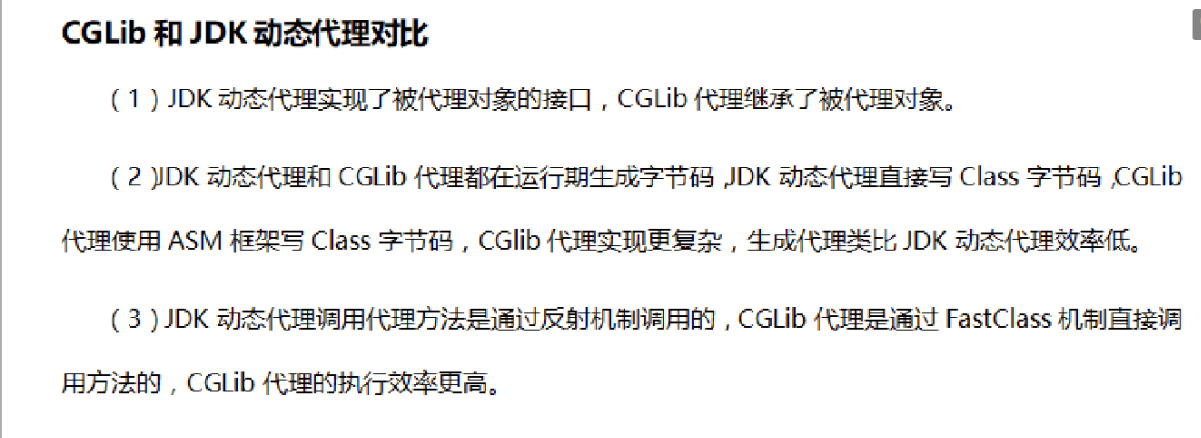 CGLib 和 JDK 动态代理对比
（1）JDK 动态代理实现了被代理对象的接口，CGLib 代理继承了被代理对象。
（2）JDK 动态代理和 CGLib 代理都在运行期生成字节码，JDK 动态代理直接写 Class 字节码，CGLib
代理使用 ASM 框架写 Class 字节码，CGlib 代理实现更复杂，生成代理类比 JDK 动态代理效率低。
（3）JDK 动态代理调用代理方法是通过反射机制调用的，CGLib 代理是通过 FastClass 机制直接调
用方法的，CGLib 代理的执行效率更高。